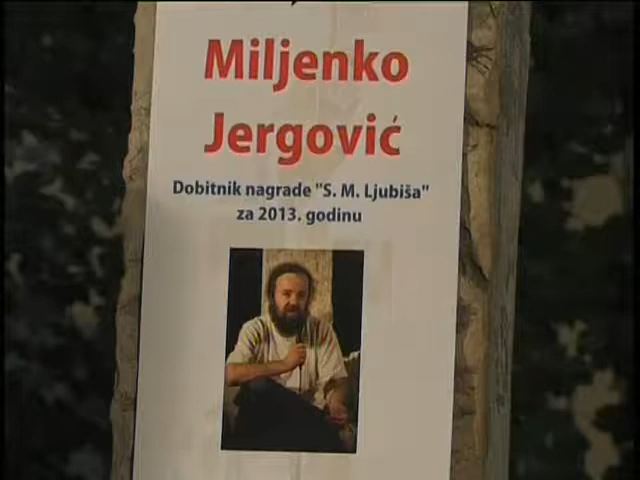 Miljenko
Jergović
Dobitnik nagrade "S. M. Ljubiša"
za 2013. godinu